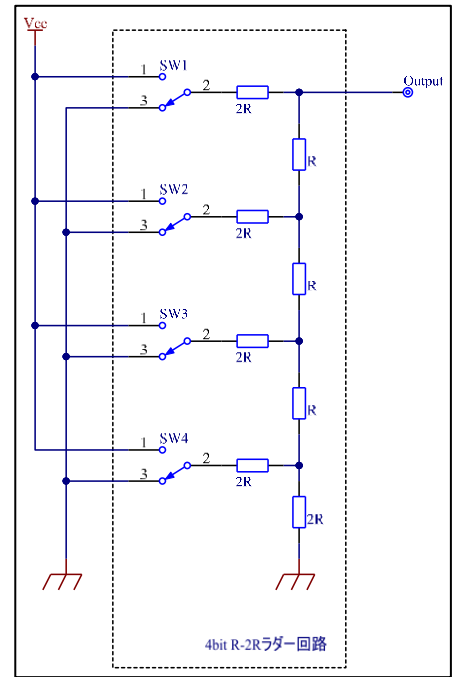 Vcc
1 SW1
3
2
2R
Output
R
1 SW2
3
2
2R
R
1 SW3
3
2
2R
R
1 SW4
3
2
2R
2R
4bit R-2Rラダー回路